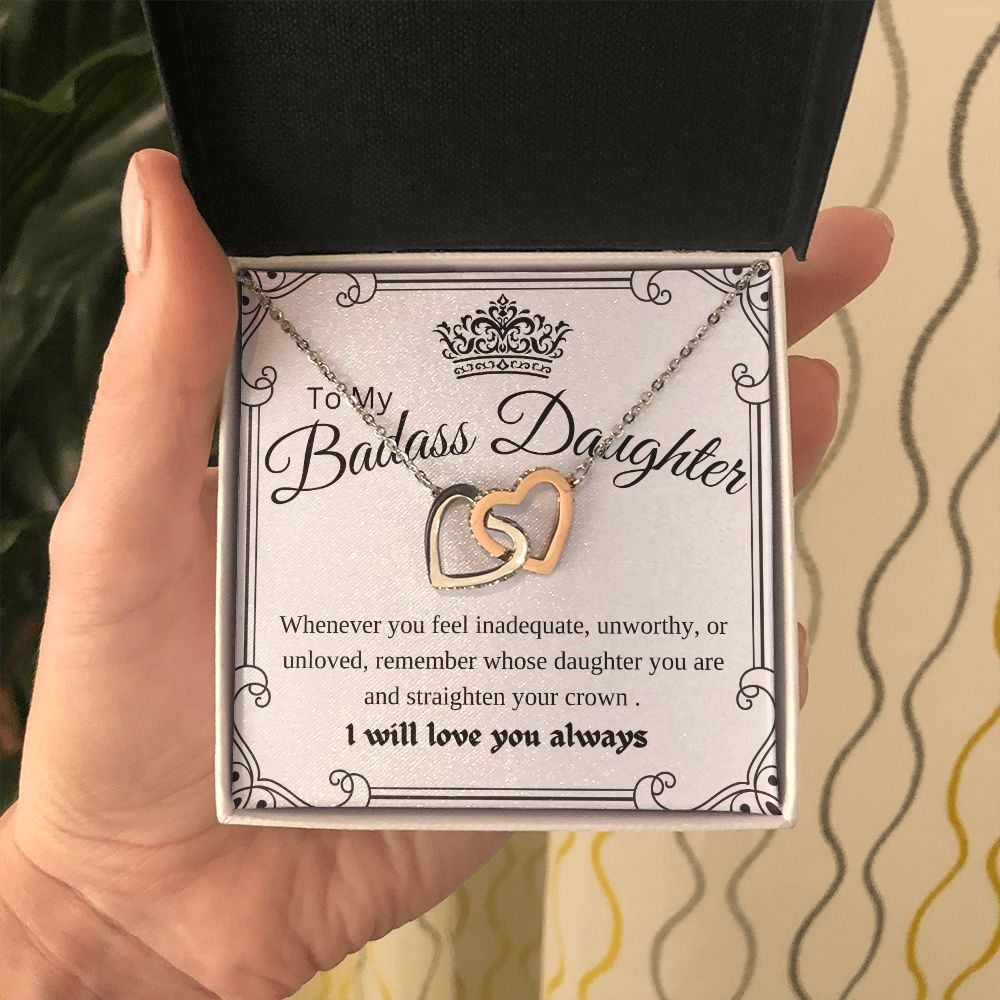 To My
Badass Daughter
Whenever you feel inadequate, unworthy, or
unloved, remember whose daughter you are
and straighten your crown .
I will love you always